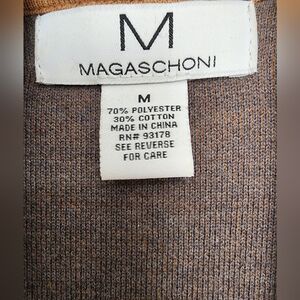 M
MAGASCHONI
M
70% POLYESTER
30% COTTON
MADE IN CHINA
RN# 93178
SEE REVERSE
FOR CARE